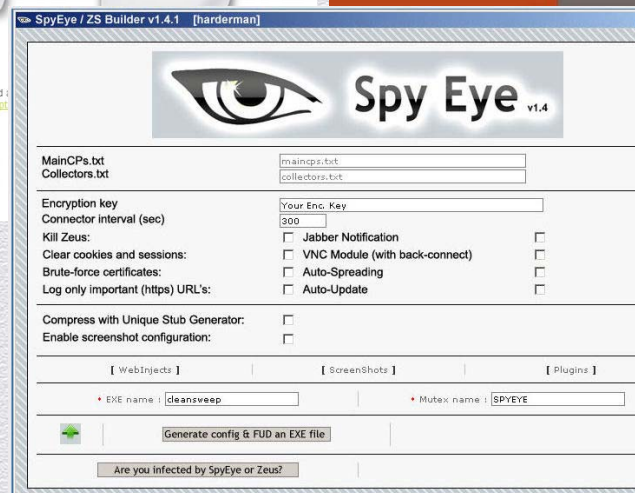 SpyEye / ZS Builder v1.4.1 [harderman]
Spy Eye v1.4
MainCPs.txt
maincps.txt
Collectors.txt
collectors.txt
Encryption key
Your Enc. Key
Connector interval (sec)
300
Kill Zeus:
Jabber Notification
Clear cookies and sessions:
VNC Module (with back-connect)
Brute-force certificates:
Auto-Spreading
Log only important (https) URL's:
Auto-Update
Compress with Unique Stub Generator:
Enable screenshot configuration:
[ WebInjects ]
[ ScreenShots ]
[ Plugins ]
EXE name : cleansweep
Mutex name : SPYEYE
Generate config & FUD an EXE file
Are you infected by SpyEye or Zeus?